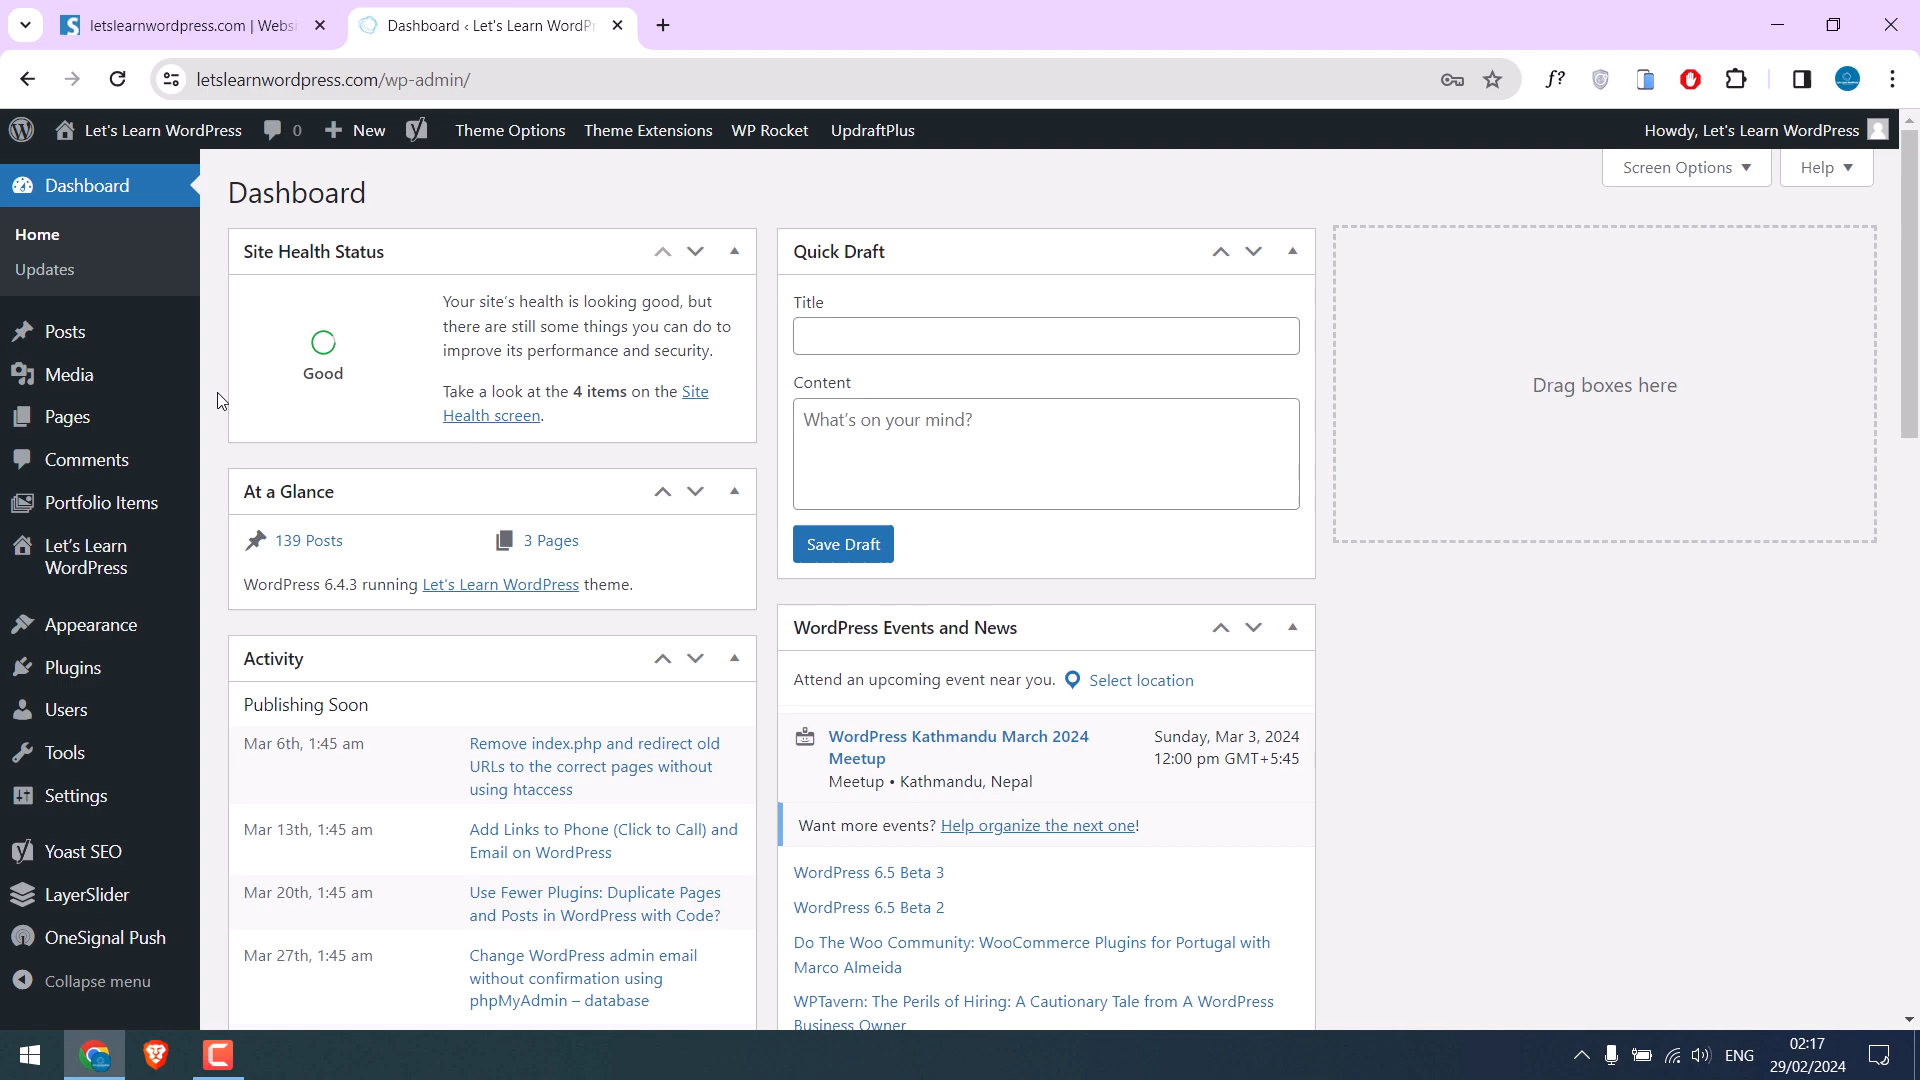 letslearnwordpress.com | Websi
Dashboard ‹ Let's Learn WordPr
letslearnwordpress.com/wp-admin/
f?
Let's Learn WordPress
0
New
Theme Options
Theme Extensions
WP Rocket
UpdraftPlus
Howdy, Let's Learn WordPress
Dashboard
Home
Updates
Posts
Media
Pages
Comments
Portfolio Items
Let's Learn
WordPress
Appearance
Plugins
Users
Tools
Settings
Yoast SEO
LayerSlider
OneSignal Push
Collapse menu
Screen Options
Help
Dashboard
Site Health Status
Good
Your site's health is looking good, but
there are still some things you can do to
improve its performance and security.
Take a look at the 4 items on the Site
Health screen.
At a Glance
139 Posts
3 Pages
WordPress 6.4.3 running Let's Learn WordPress theme.
Activity
Publishing Soon
Mar 6th, 1:45 am
Remove index.php and redirect old
URLs to the correct pages without
using htaccess
Mar 13th, 1:45 am
Add Links to Phone (Click to Call) and
Email on WordPress
Mar 20th, 1:45 am
Use Fewer Plugins: Duplicate Pages
and Posts in WordPress with Code?
Mar 27th, 1:45 am
Change WordPress admin email
without confirmation using
phpMyAdmin – database
Quick Draft
Title
Content
What's on your mind?
Save Draft
WordPress Events and News
Attend an upcoming event near you.
Select location
WordPress Kathmandu March 2024
Meetup
Meetup • Kathmandu, Nepal
Sunday, Mar 3, 2024
12:00 pm GMT+5:45
Want more events? Help organize the next one!
WordPress 6.5 Beta 3
WordPress 6.5 Beta 2
Do The Woo Community: WooCommerce Plugins for Portugal with
Marco Almeida
WPTavern: The Perils of Hiring: A Cautionary Tale from A WordPress
Business Owner
Drag boxes here
ENG
02:17
29/02/2024